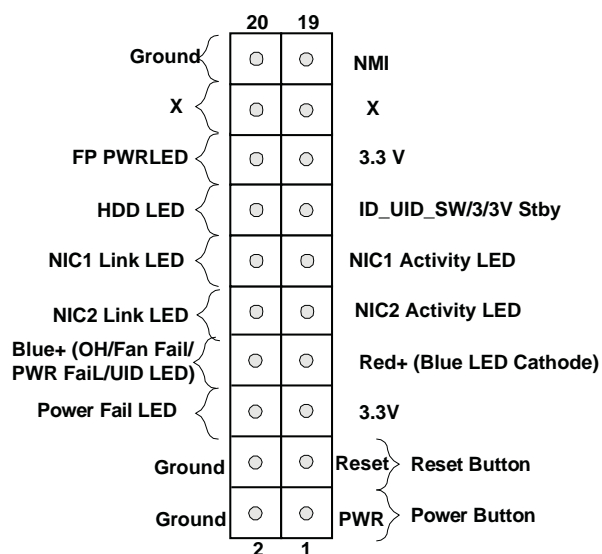 20 19
Ground NMI
X X
FP PWRLED 3.3 V
HDD LED ID_UID_SW/3/3V Stby
NIC1 Link LED NIC1 Activity LED
NIC2 Link LED NIC2 Activity LED
Blue+ (OH/Fan Fail/
PWR FaiL/UID LED) Red+ (Blue LED Cathode)
Power Fail LED 3.3V
Ground Reset Reset Button
Ground PWR Power Button
2 1